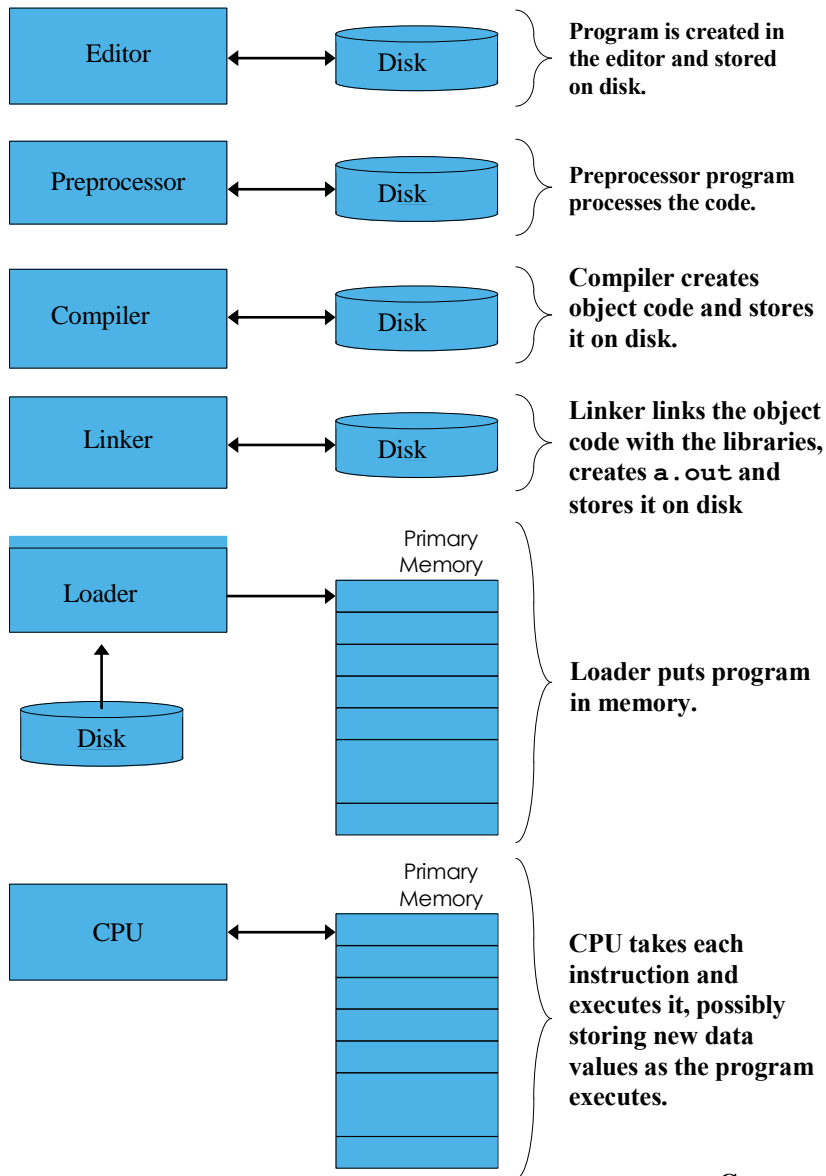 Editor
Disk
Program is created in
the editor and stored
on disk.
Preprocessor
Disk
Preprocessor program
processes the code.
Compiler
Disk
Compiler creates
object code and stores
it on disk.
Linker
Disk
Linker links the object
code with the libraries,
creates a.out and
stores it on disk
Loader
Disk
Primary
Memory
Loader puts program
in memory.
CPU
Primary
Memory
CPU takes each
instruction and
executes it, possibly
storing new data
values as the program
executes.